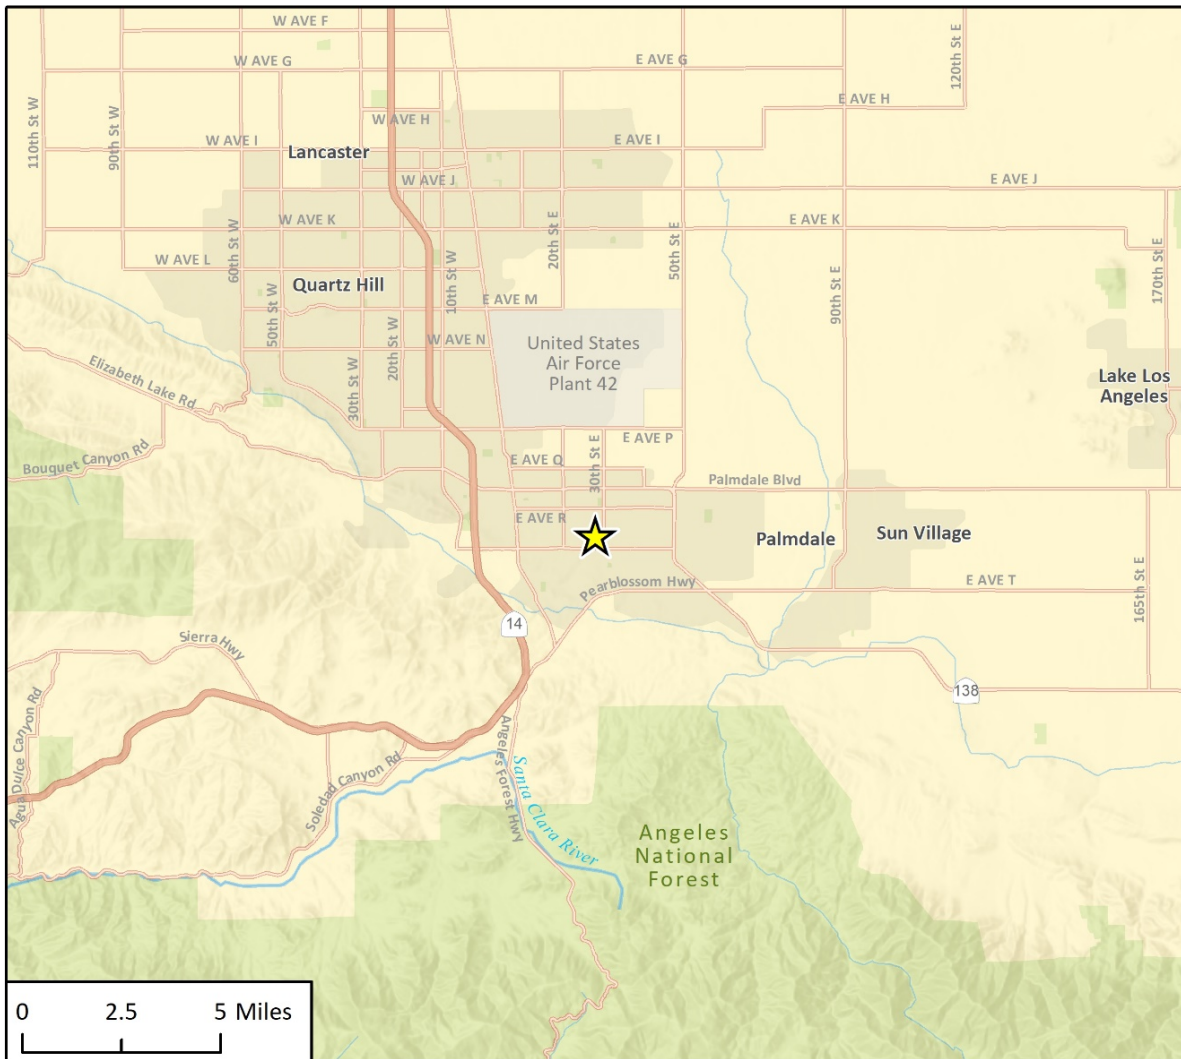 W AVE F
W AVE G
E AVE G
120th St E
110th St W
90th St W
W AVE H
E AVE H
W AVE I
E AVE I
Lancaster
W AVE J
E AVE J
W AVE K
E AVE K
60th St W
W AVE L
20th St E
50th St E
170th St E
Quartz Hill
10th St W
E AVE M
90th St E
50th St W
20th St W
W AVE N
United States
Air Force
Plant 42
Elizabeth Lake Rd
30th St W
Lake Los
Angeles
E AVE P
Bouquet Canyon Rd
E AVE Q
30th St E
Palmdale Blvd
E AVE R
Palmdale
Sun Village
Pearblossom Hwy
E AVE T
165th St E
14
Sierra Hwy
138
Agua Dulce Canyon Rd
Soledad Canyon Rd
Angeles Forest Hwy
Santa Clara River
Angeles
National
Forest
0 2.5 5 Miles